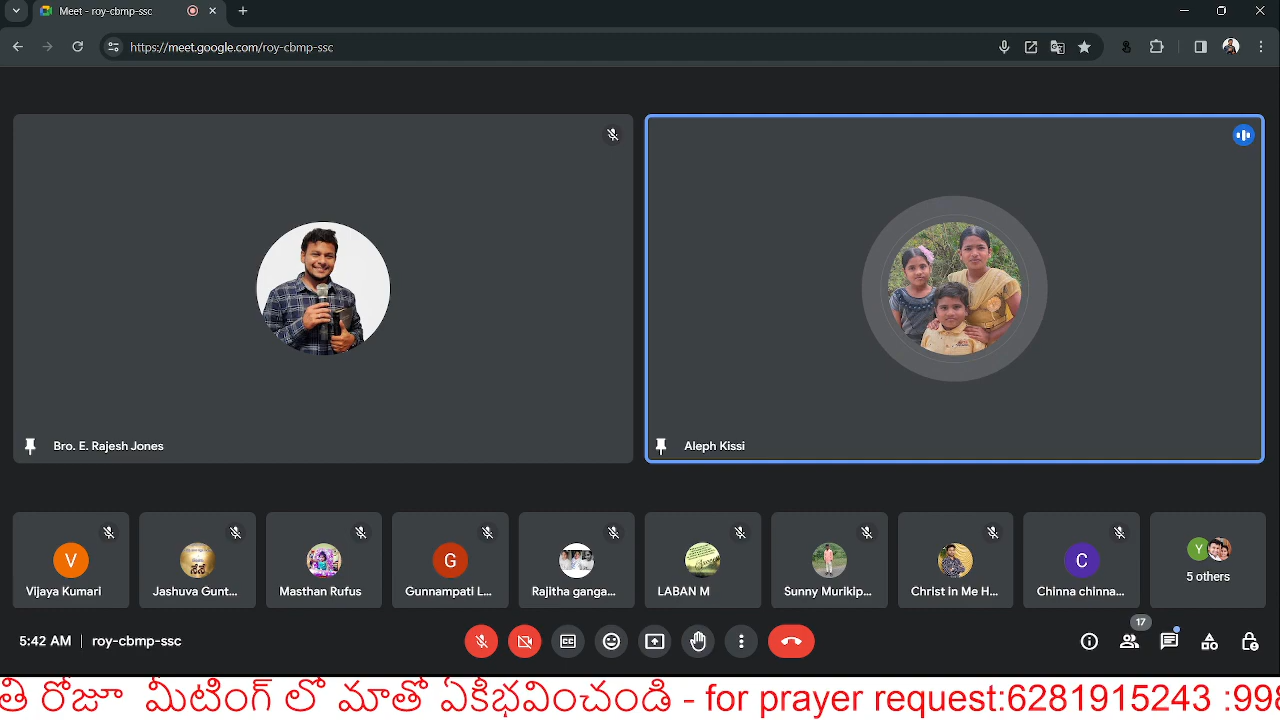 Meet - roy-cbmp-ssc
https://meet.google.com/roy-cbmp-ssc
Bro. E. Rajesh Jones
Aleph Kissi
V
G
C
Y
5 others
Vijaya Kumari
Jashuva Gunt...
Masthan Rufus
Gunnampati L...
Rajitha ganga...
LABAN M
Sunny Murikip...
Christ in Me H...
Chinna chinna...
5:42 AM
roy-cbmp-ssc
CC
17
తి రోజూ మీటింగ్ లో మాతో ఏకీభవించండి - for prayer request:6281915243 :998